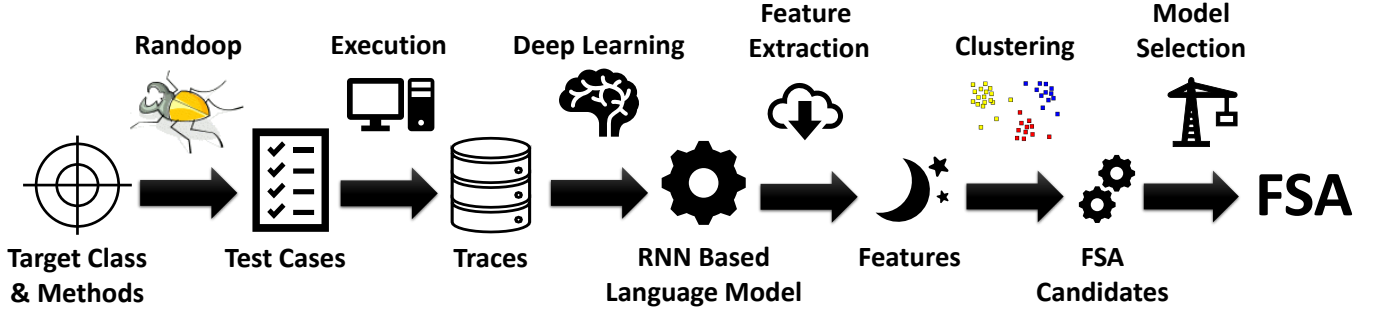 Randoop
Execution
Deep Learning
Feature
Extraction
Clustering
Model
Selection
Target Class
& Methods
Test Cases
Traces
RNN Based
Language Model
Features
FSA
Candidates
FSA